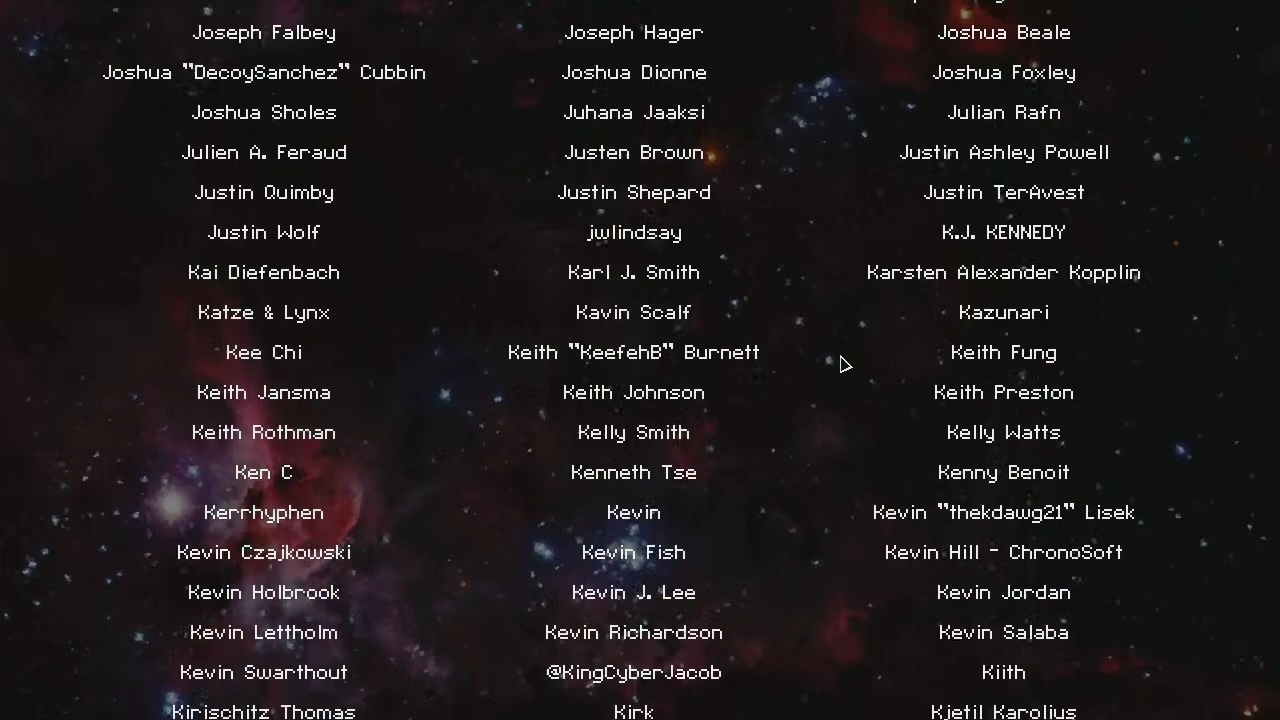 Joseph Falbey Joseph Hager Joshua Beale
Joshua "DecoySanchez" Cubbin Joshua Dionne Joshua Foxley
Joshua Sholes Juhana Jaaksi Julian Rafn
Julien A. Feraud Justen Brown Justin Ashley Powell
Justin Quimby Justin Shepard Justin TerAvest
Justin Wolf jwlindsay K.J. KENNEDY
Kai Diefenbach Karl J. Smith Karsten Alexander Kopplin
Katze & Lynx Kavin Scalf Kazunari
Kee Chi Keith "KeefehB" Burnett Keith Fung
Keith Jansma Keith Johnson Keith Preston
Keith Rothman Kelly Smith Kelly Watts
Ken C Kenneth Tse Kenny Benoit
Kerrhyphen Kevin Kevin "thekdawg21" Lisek
Kevin Czajkowski Kevin Fish Kevin Hill - ChronoSoft
Kevin Holbrook Kevin J. Lee Kevin Jordan
Kevin Lettholm Kevin Richardson Kevin Salaba
Kevin Swarthout @KingCyberJacob Kiith
Kirischitz Thomas Kirk Kjetil Karolius